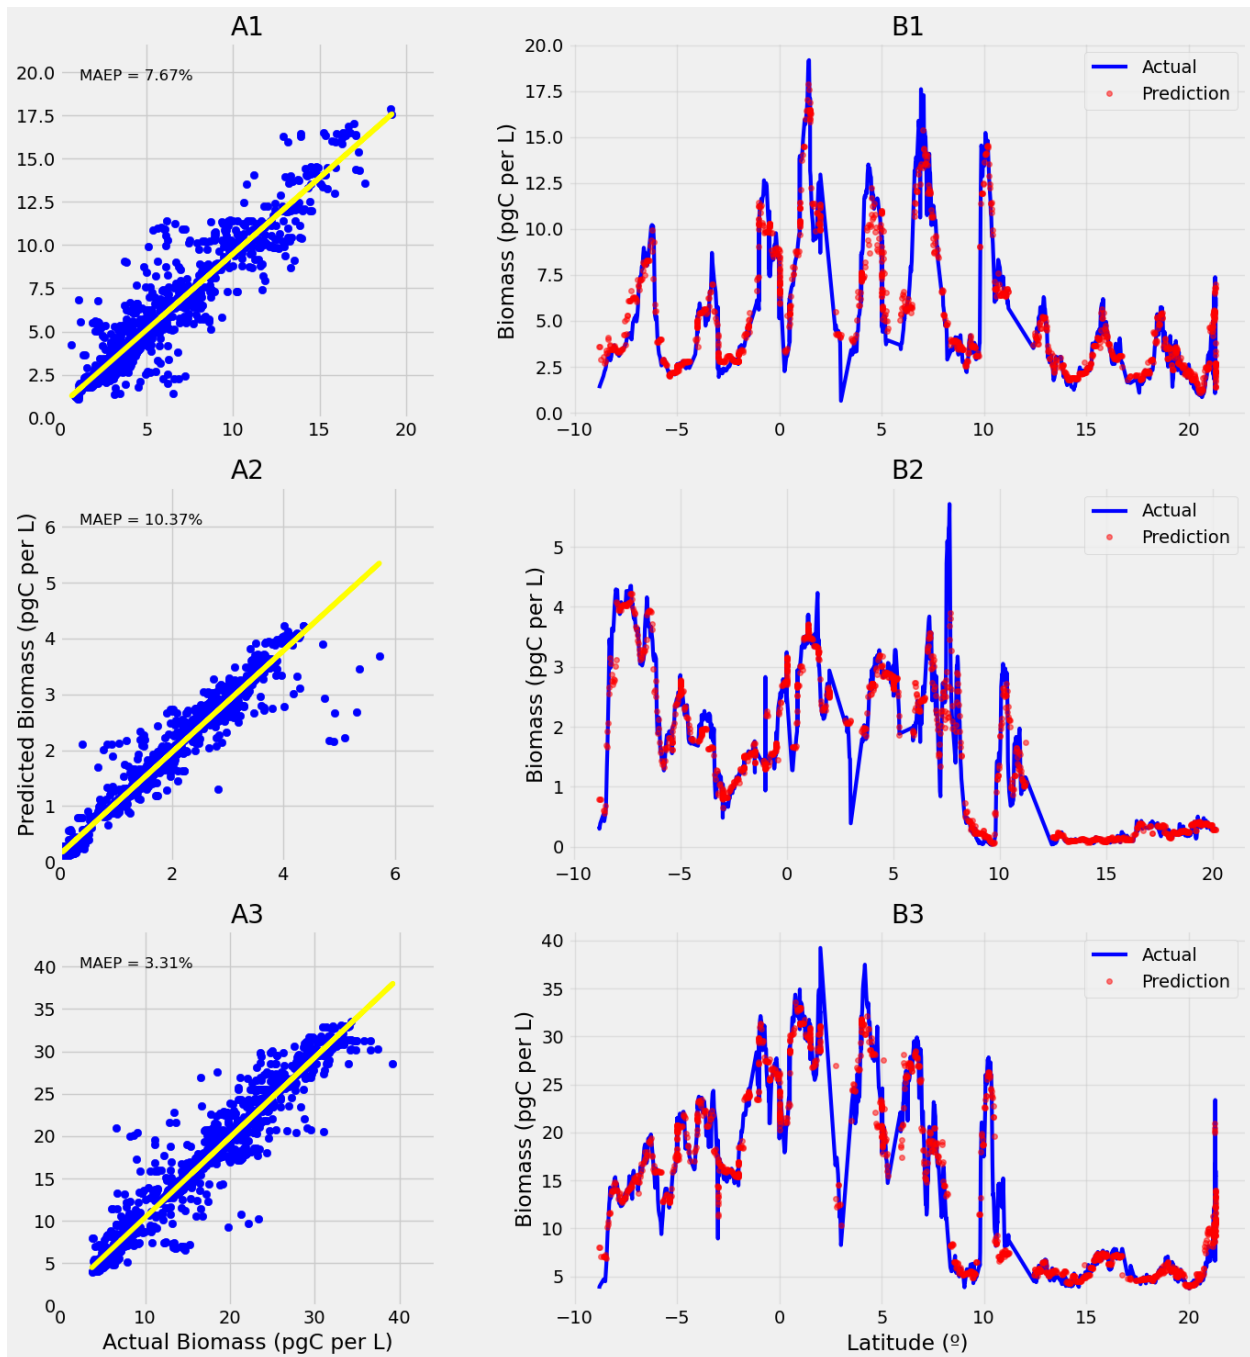 A1
MAEP = 7.67%
20.0
17.5
15.0
12.5
10.0
7.5
5.0
2.5
0.0
0 5 10 15 20
B1
Biomass (pgC per L)
20.0
17.5
15.0
12.5
10.0
7.5
5.0
2.5
0.0
−10 −5 0 5 10 15 20
Actual
Prediction
A2
MAEP = 10.37%
Predicted Biomass (pgC per L)
6
5
4
3
2
1
0
0 2 4 6
B2
Biomass (pgC per L)
5
4
3
2
1
0
−10 −5 0 5 10 15 20
Actual
Prediction
A3
MAEP = 3.31%
40
35
30
25
20
15
10
5
0
0 10 20 30 40
Actual Biomass (pgC per L)
B3
Biomass (pgC per L)
40
35
30
25
20
15
10
5
−10 −5 0 5 10 15 20
Latitude (º)
Actual
Prediction